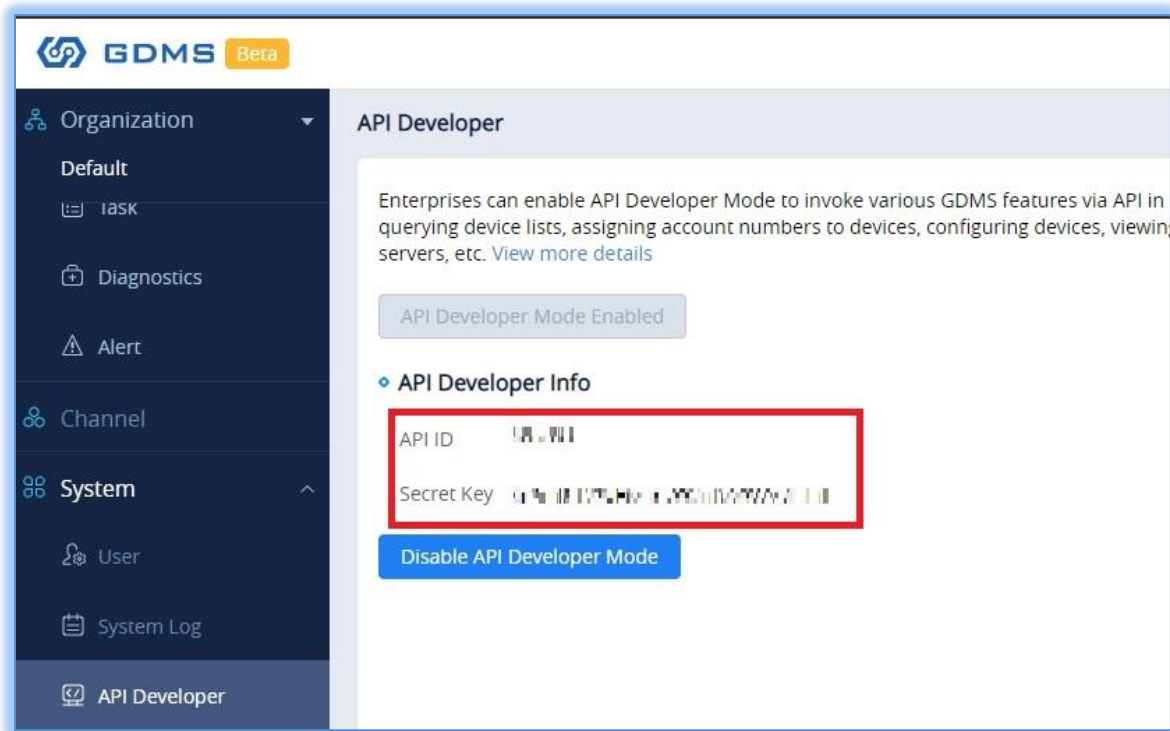 GDMS Beta
Organization
Default
Task
Diagnostics
Alert
Channel
System
User
System Log
API Developer
API Developer
Enterprises can enable API Developer Mode to invoke various GDMS features via API in
querying device lists, assigning account numbers to devices, configuring devices, viewing
servers, etc. View more details
API Developer Mode Enabled
API Developer Info
API ID
Secret Key
Disable API Developer Mode